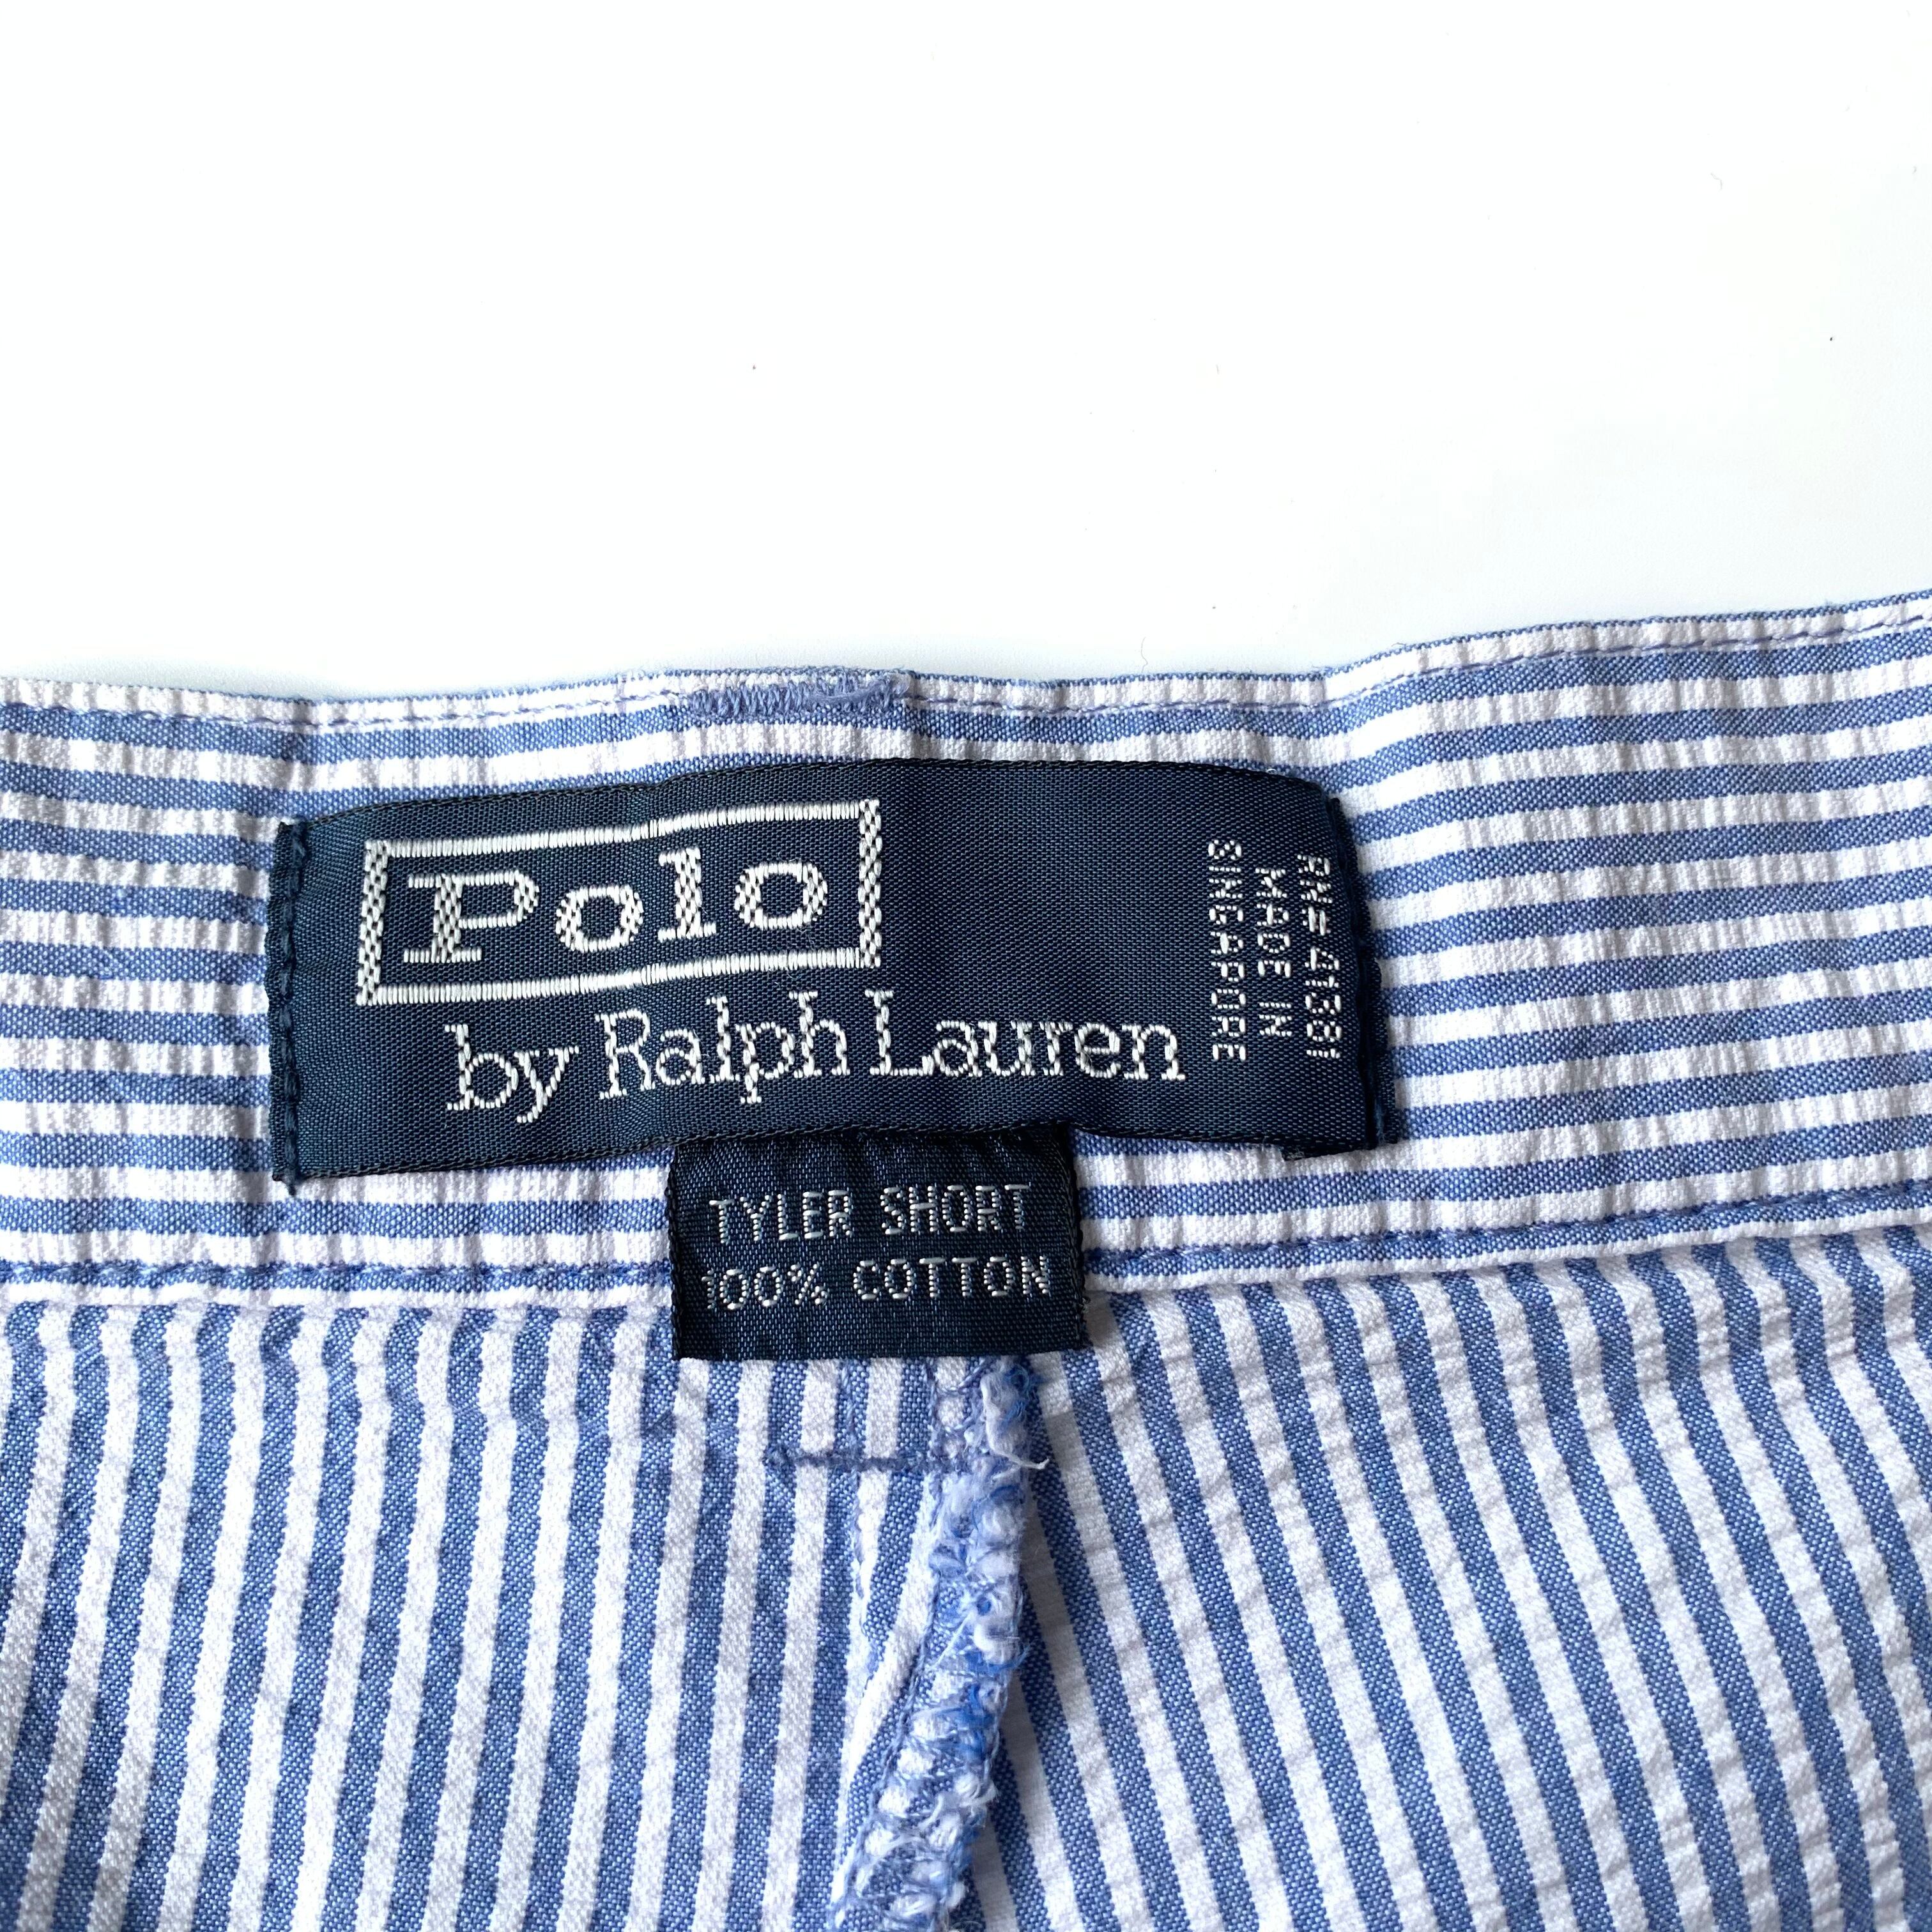 Polo
by Ralph Lauren
RN=41381
MADE IN
SINGAPORE
TYLER SHORT
100% COTTON